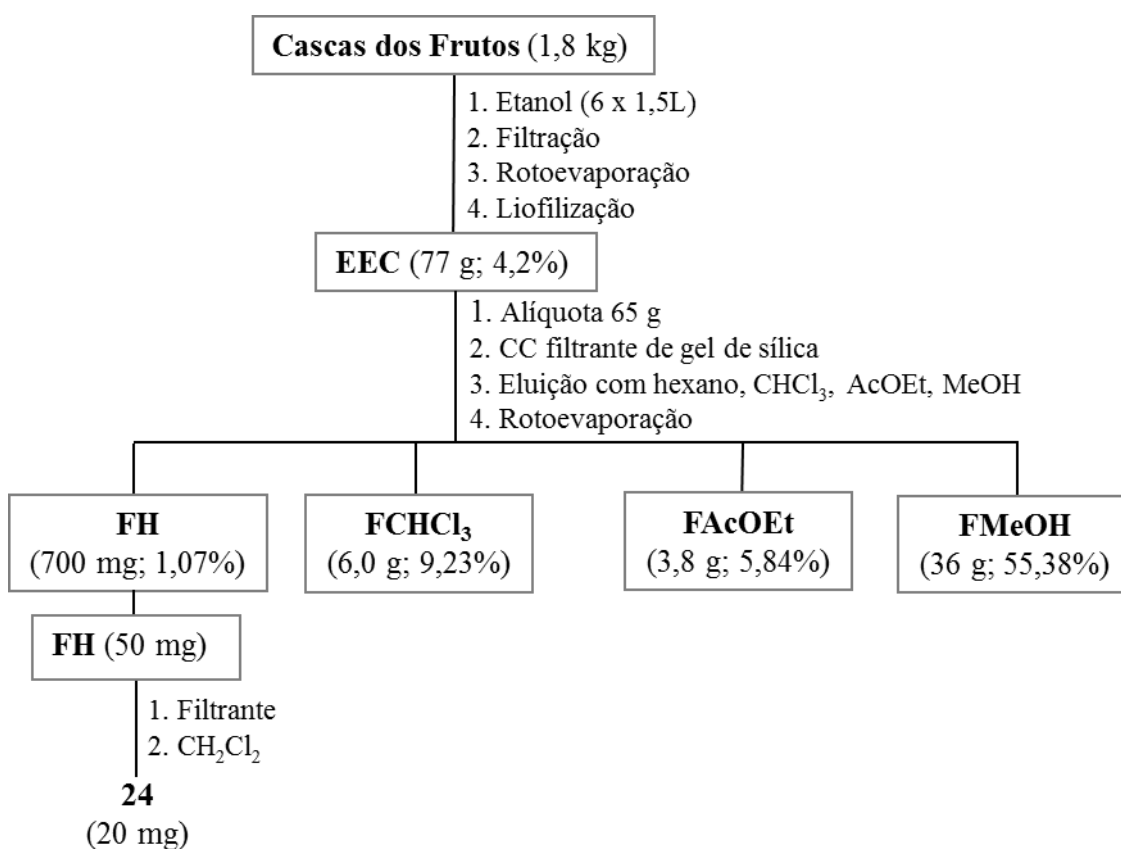 Cascas dos Frutos (1,8 kg)
1. Etanol (6 x 1,5L)
2. Filtração
3. Rotoevaporação
4. Liofilização
EEC (77 g; 4,2%)
1. Alíquota 65 g
2. CC filtrante de gel de sílica
3. Eluição com hexano, CHCl₃, AcOEt, MeOH
4. Rotoevaporação
FH
(700 mg; 1,07%)
FCHCl₃
(6,0 g; 9,23%)
FAcOEt
(3,8 g; 5,84%)
FMeOH
(36 g; 55,38%)
FH (50 mg)
1. Filtrante
2. CH₂Cl₂
24
(20 mg)